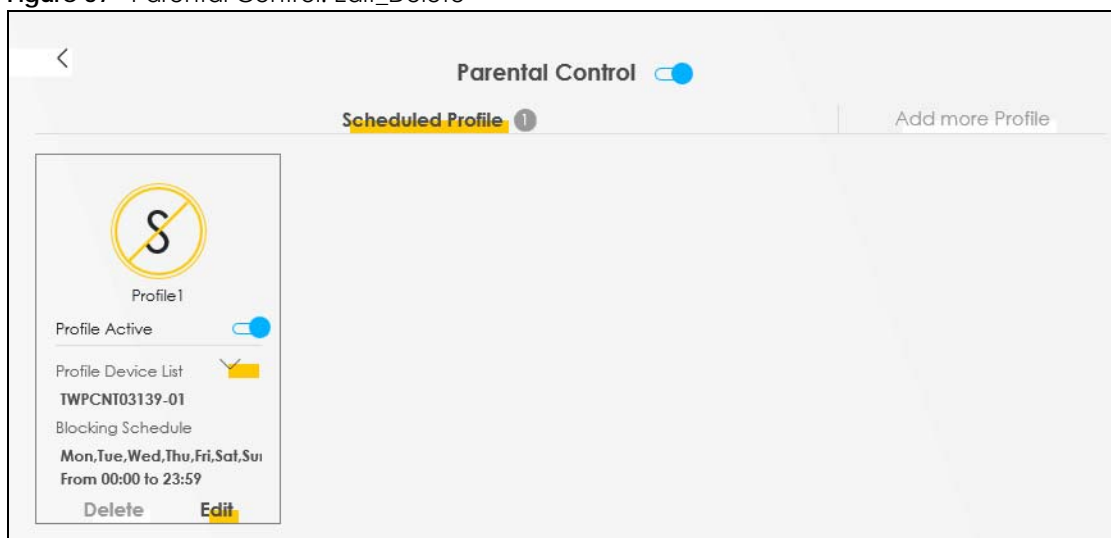 Figure 57 Parental Control: Edit_Delete
Parental Control
Scheduled Profile 1
Add more Profile
S
Profile1
Profile Active
Profile Device List
TWPCNT03139-01
Blocking Schedule
Mon,Tue,Wed,Thu,Fri,Sat,Sun
From 00:00 to 23:59
Delete Edit